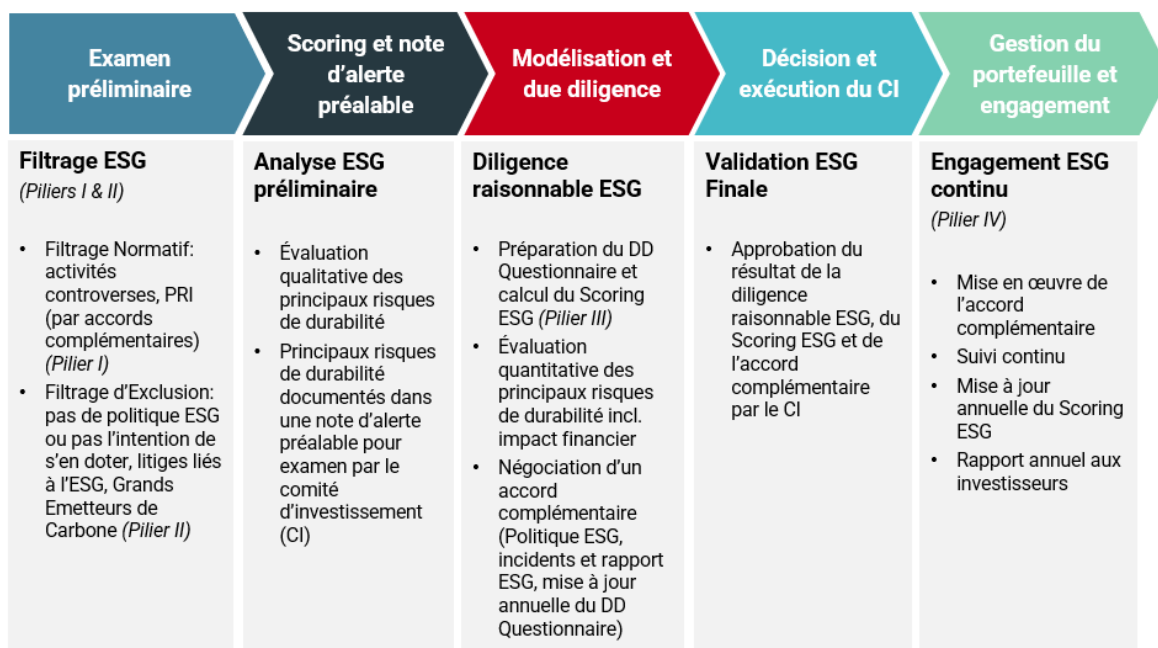 Examen
préliminaire
Scoring et note
d'alerte
préalable
Modélisation et
due diligence
Décision et
exécution du CI
Gestion du
portefeuille et
engagement
Filtrage ESG
(Piliers I & II)
• Filtrage Normatif:
activités
controverses, PRI
(par accords
complémentaires)
(Pilier I)
• Filtrage d'Exclusion:
pas de politique ESG
ou pas l'intention de
s'en doter, litiges liés
à l'ESG, Grands
Emetteurs de
Carbone (Pilier II)
Analyse ESG
préliminaire
• Évaluation
qualitative des
principaux risques
de durabilité
• Principaux risques
de durabilité
documentés dans
une note d'alerte
préalable pour
examen par le
comité
d'investissement
(CI)
Diligence
raisonnable ESG
• Préparation du DD
Questionnaire et
calcul du Scoring
ESG (Pilier III)
• Évaluation
quantitative des
principaux risques
de durabilité incl.
impact financier
• Négociation d'un
accord
complémentaire
(Politique ESG,
incidents et rapport
ESG, mise à jour
annuelle du DD
Questionnaire)
Validation ESG
Finale
• Approbation du
résultat de la
diligence
raisonnable ESG, du
Scoring ESG et de
l'accord
complémentaire
par le CI
Engagement ESG
continu
(Pilier IV)
• Mise en œuvre de
l'accord
complémentaire
• Suivi continu
• Mise à jour
annuelle du Scoring
ESG
• Rapport annuel aux
investisseurs